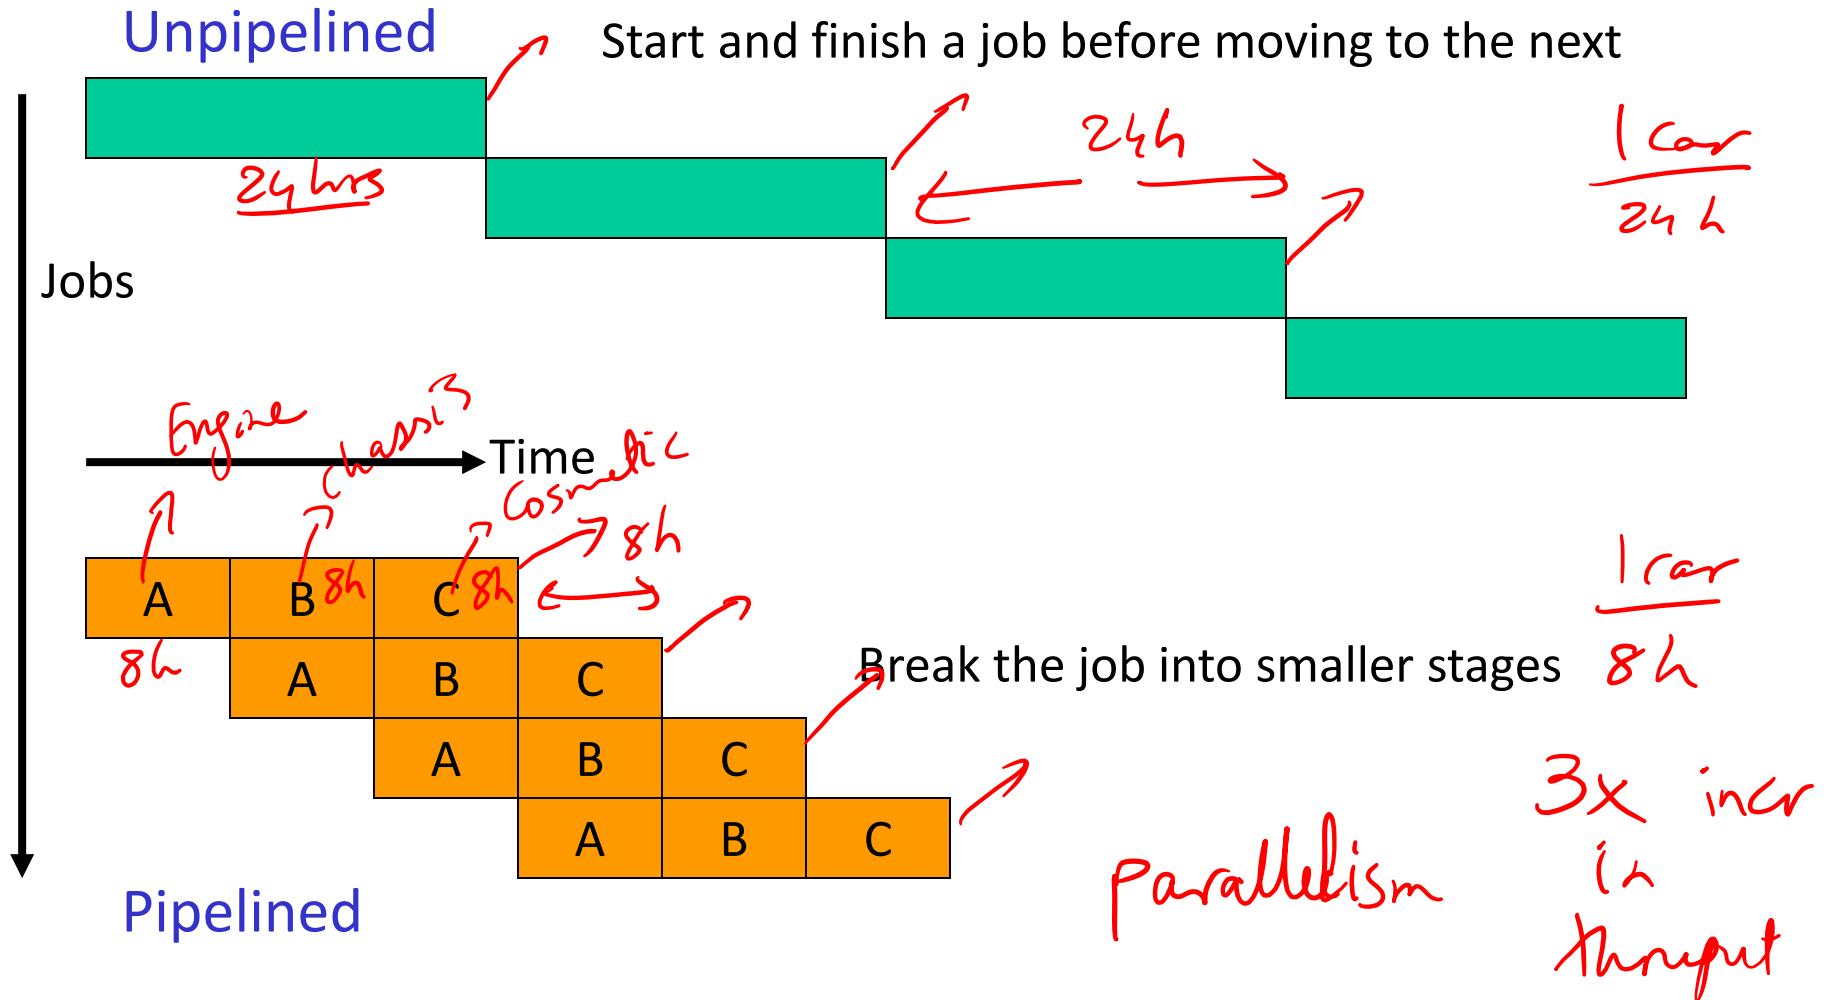 Unpipelined
Start and finish a job before moving to the next
24 hrs
24h
1 car
24 h
Jobs
Engine
chassis
Time
Cosmetic
8h
A
B 8h
C 8h
8h
A
B
C
Break the job into smaller stages
1 car
8h
A
B
C
A
B
C
3x incr
in
thruput
parallelism
Pipelined